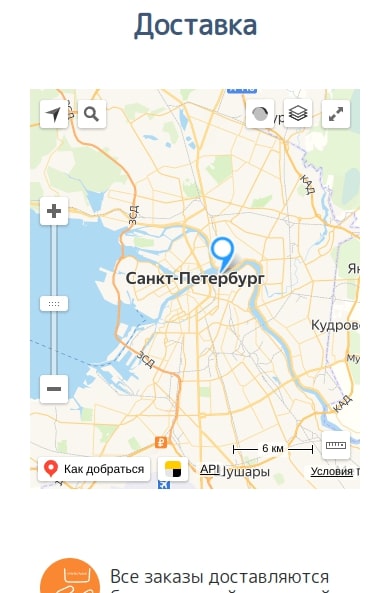 Доставка
КАД
ЗСД
Санкт-Петербург
Кудрово
ЗСД
КАД
6 км
Как добраться
API
Условия
Все заказы доставляются